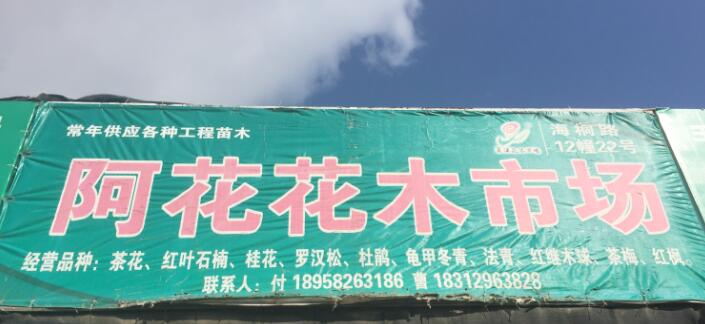 常年供应各种工程苗木
海桐路
12幢22号
阿花花木市场
经营品种：茶花、红叶石楠、桂花、罗汉松、杜鹃、龟甲冬青、法青、红继木球、茶梅、红枫。
联系人：付 18958263186 曹 18312963828